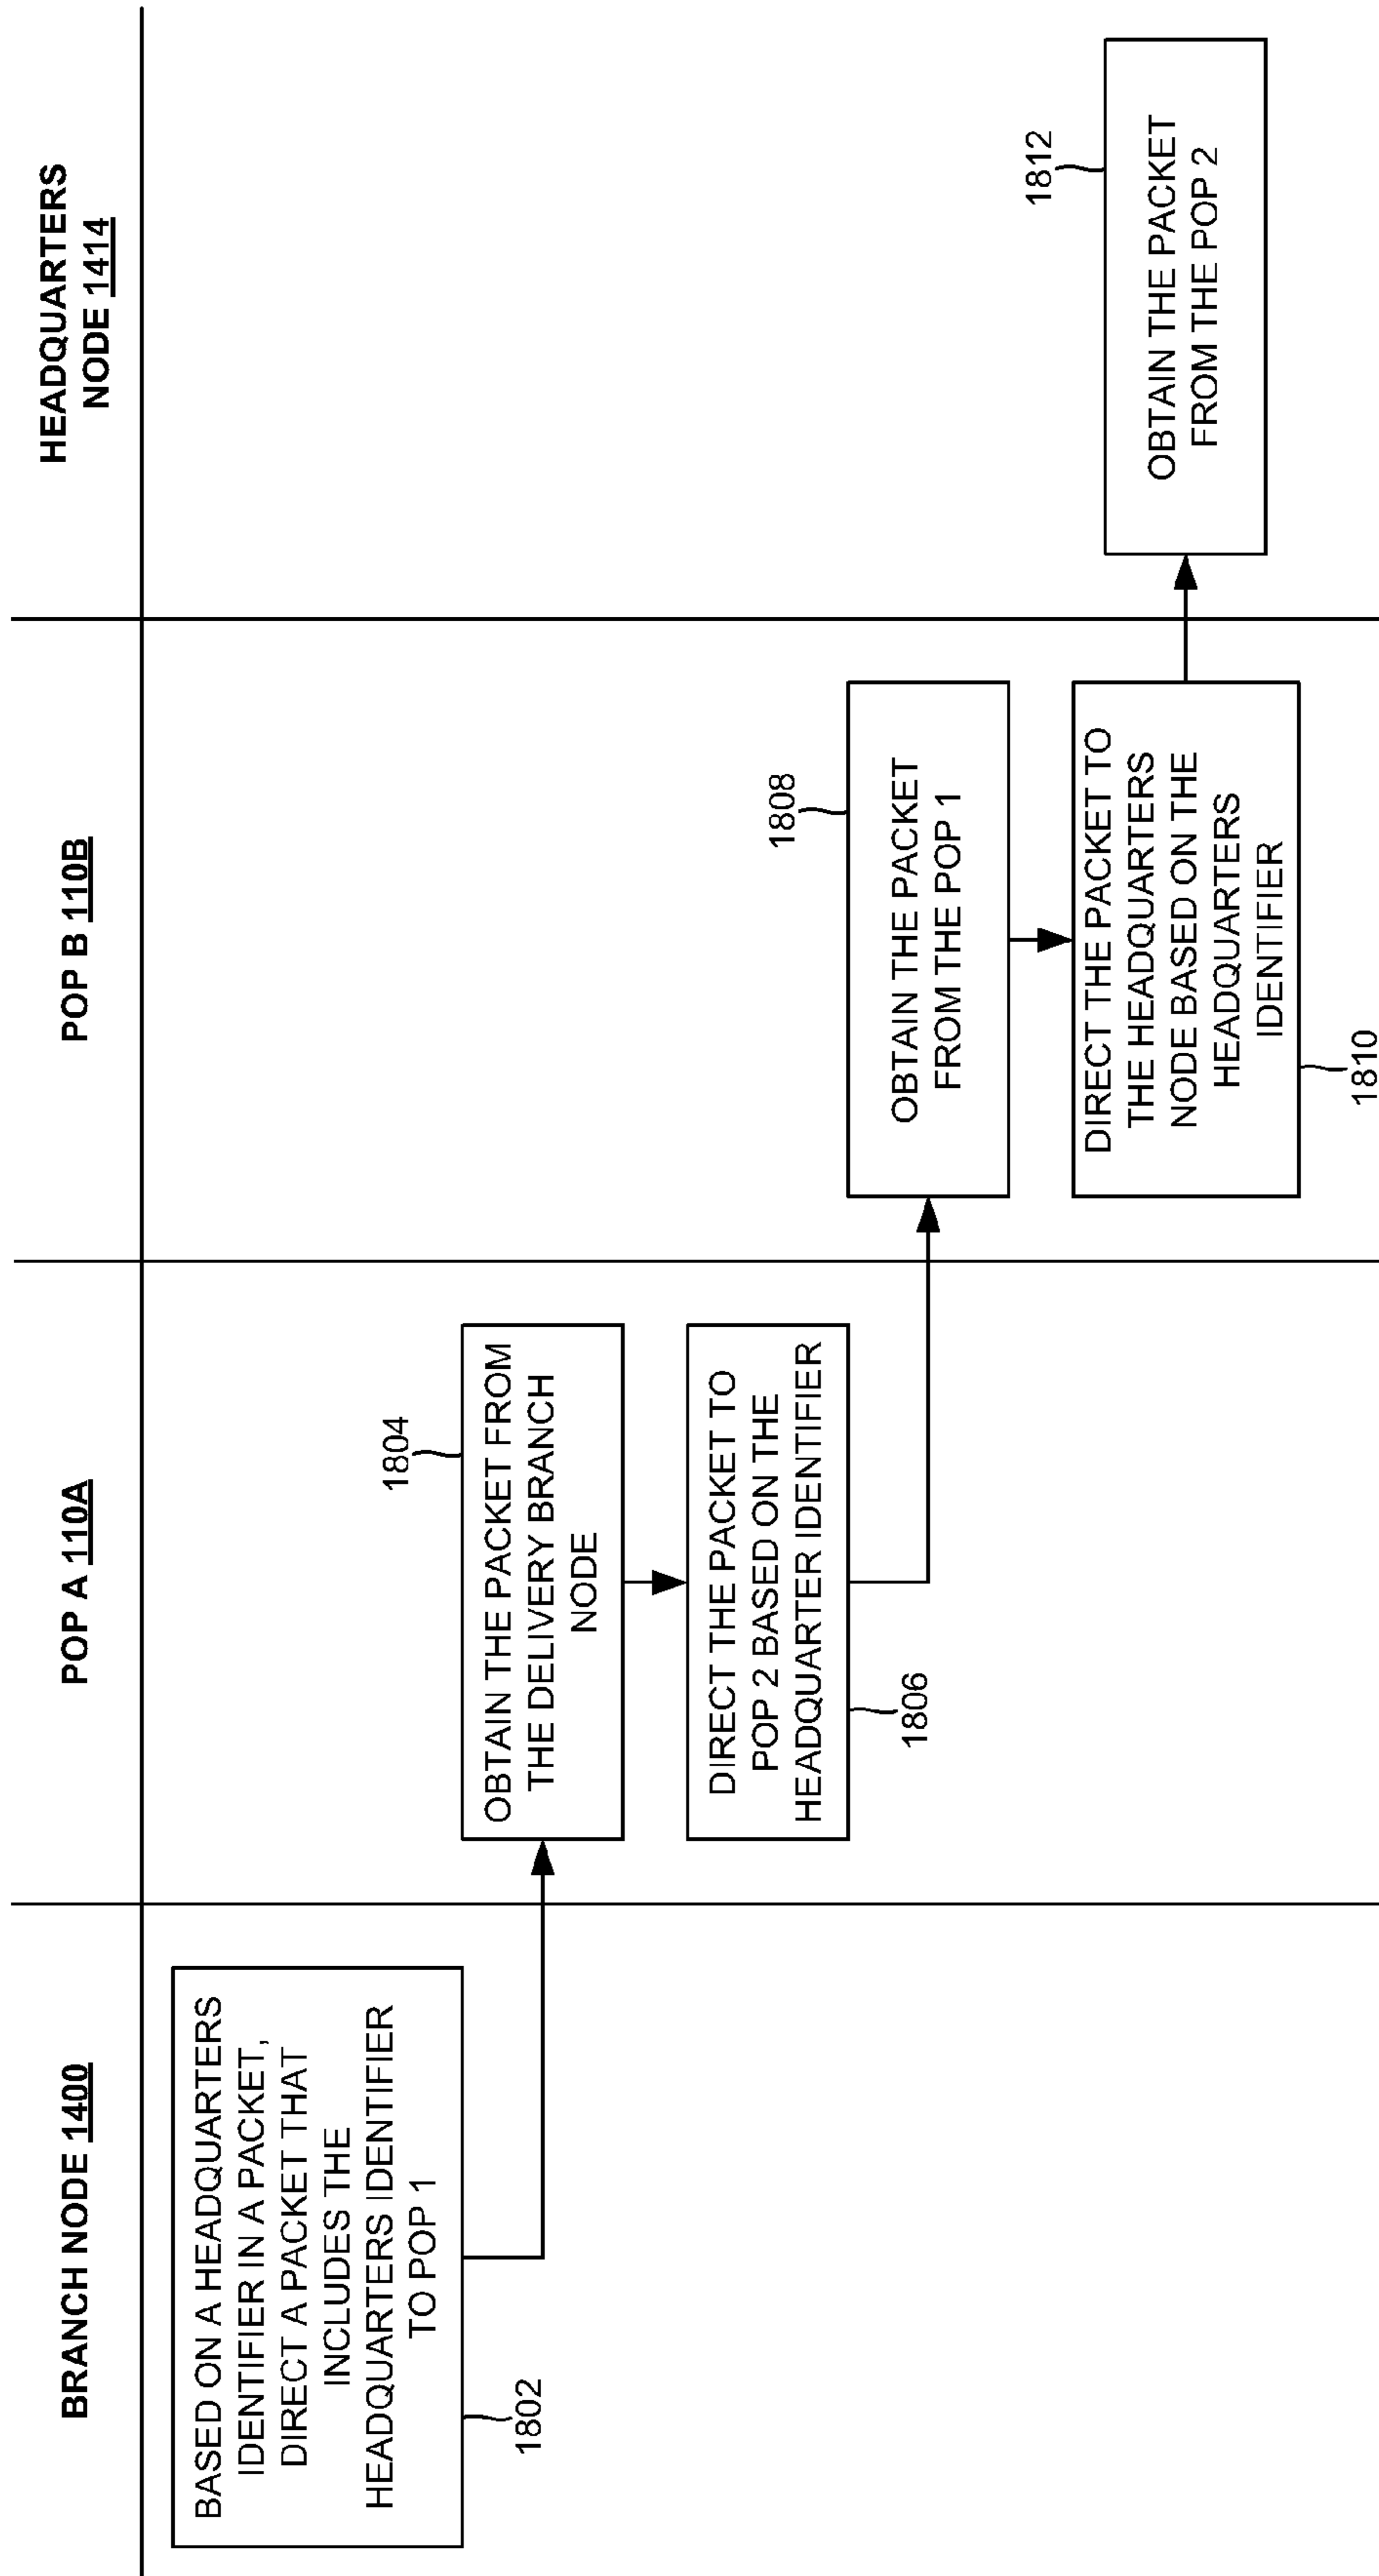 BRANCH NODE 1400
POP A 110A
POP B 110B
HEADQUARTERS
NODE 1414
BASED ON A HEADQUARTERS
IDENTIFIER IN A PACKET,
DIRECT A PACKET THAT
INCLUDES THE
HEADQUARTERS IDENTIFIER
TO POP 1
1802
1804
OBTAIN THE PACKET FROM
THE DELIVERY BRANCH
NODE
DIRECT THE PACKET TO
POP 2 BASED ON THE
HEADQUARTER IDENTIFIER
1806
1808
OBTAIN THE PACKET
FROM THE POP 1
DIRECT THE PACKET TO
THE HEADQUARTERS
NODE BASED ON THE
HEADQUARTERS
IDENTIFIER
1810
1812
OBTAIN THE PACKET
FROM THE POP 2